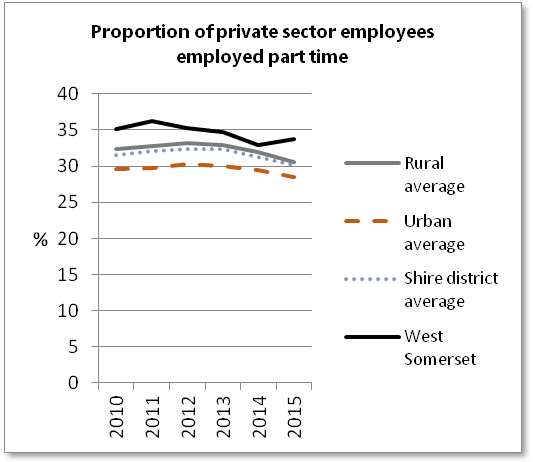 Proportion of private sector employees
employed part time
40
35
30
25
20
15
10
5
0
%
2010
2011
2012
2013
2014
2015
Rural
average
Urban
average
Shire district
average
West
Somerset